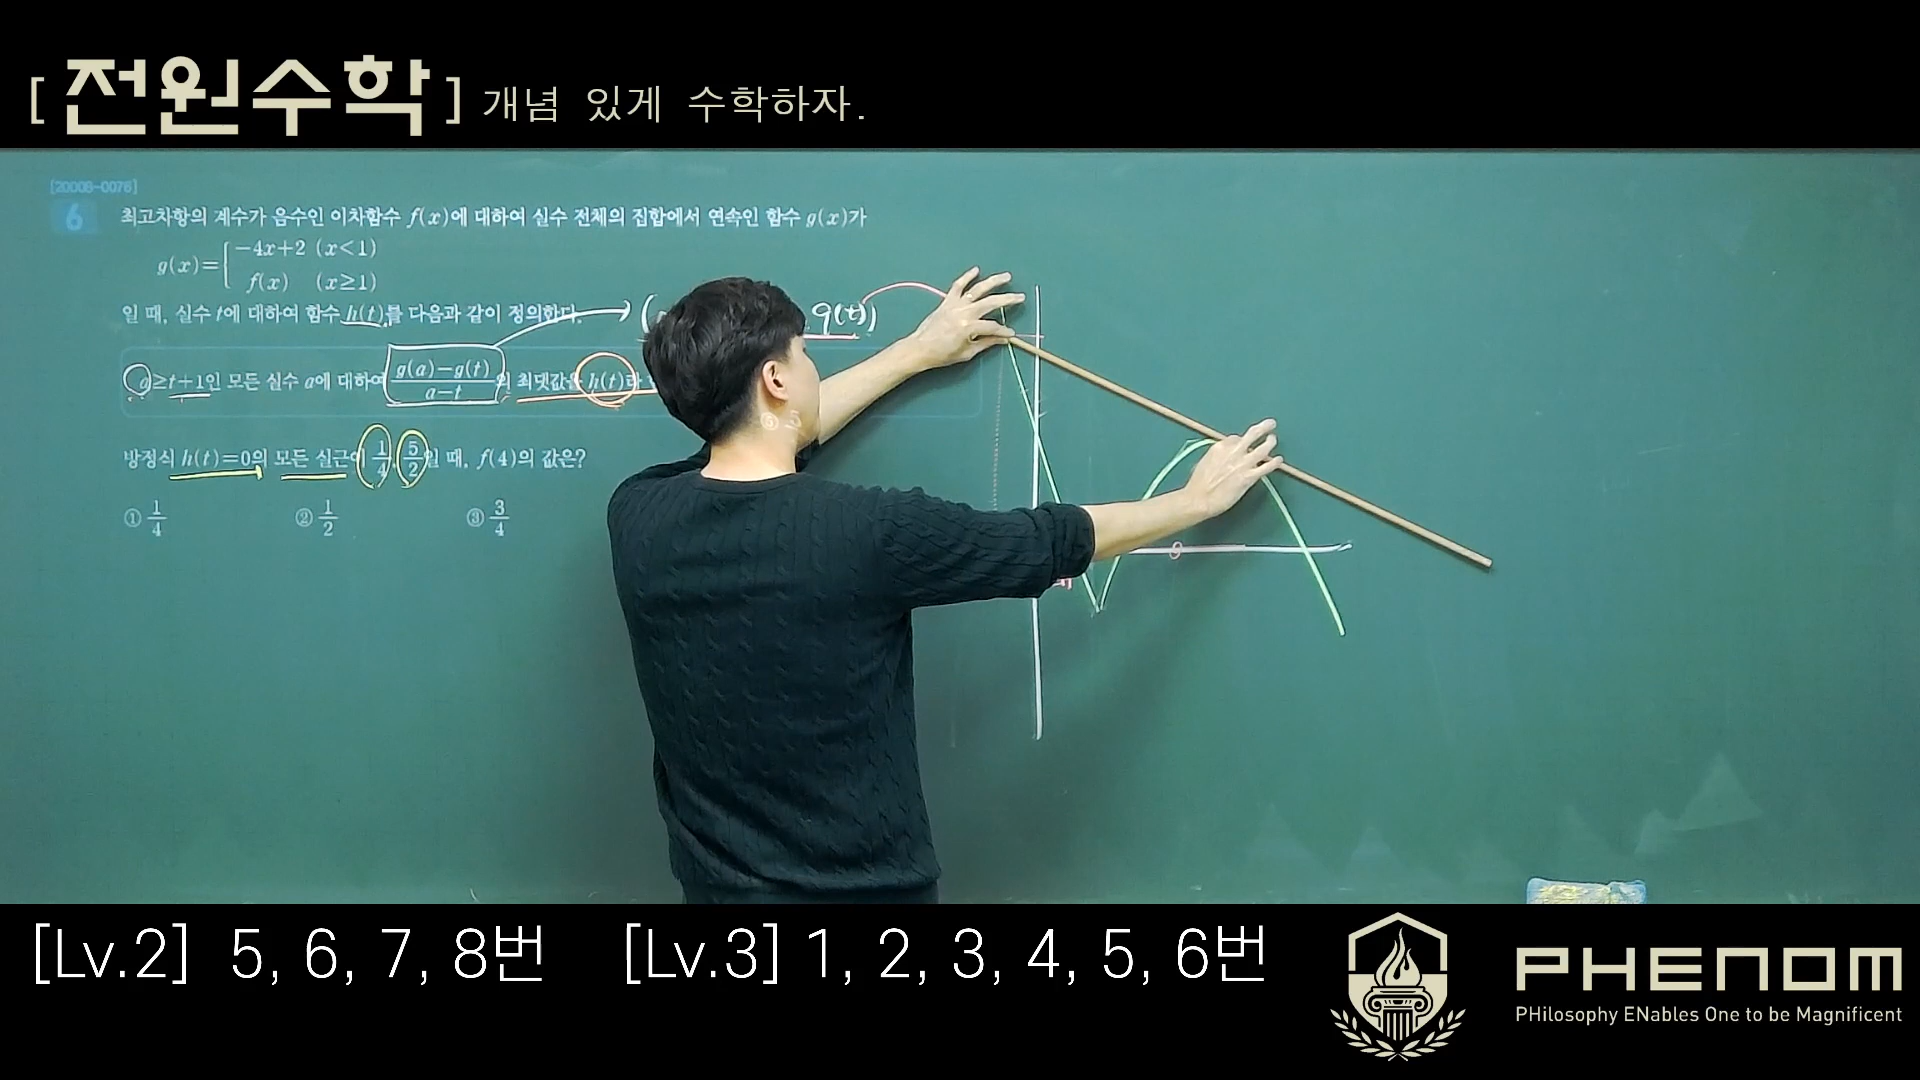 [전원수학] 개념 있게 수학하자.
[20008-0076]
6 최고차항의 계수가 음수인 이차함수 f(x)에 대하여 실수 전체의 집합에서 연속인 함수 g(x)가
g(x)={ -4x+2 (x<1)
f(x) (x≥1)
일 때, 실수 t에 대하여 함수 h(t)를 다음과 같이 정의한다.
( , g(t))
a≥t+1인 모든 실수 a에 대하여 g(a)-g(t)/a-t 의 최댓값은 h(t)라
방정식 h(t)=0의 모든 실근이 1/4, 5/2일 때, f(4)의 값은?
① 1/4 ② 1/2 ③ 3/4
[Lv.2] 5, 6, 7, 8번 [Lv.3] 1, 2, 3, 4, 5, 6번
PHENOM
PHilosophy ENables One to be Magnificent